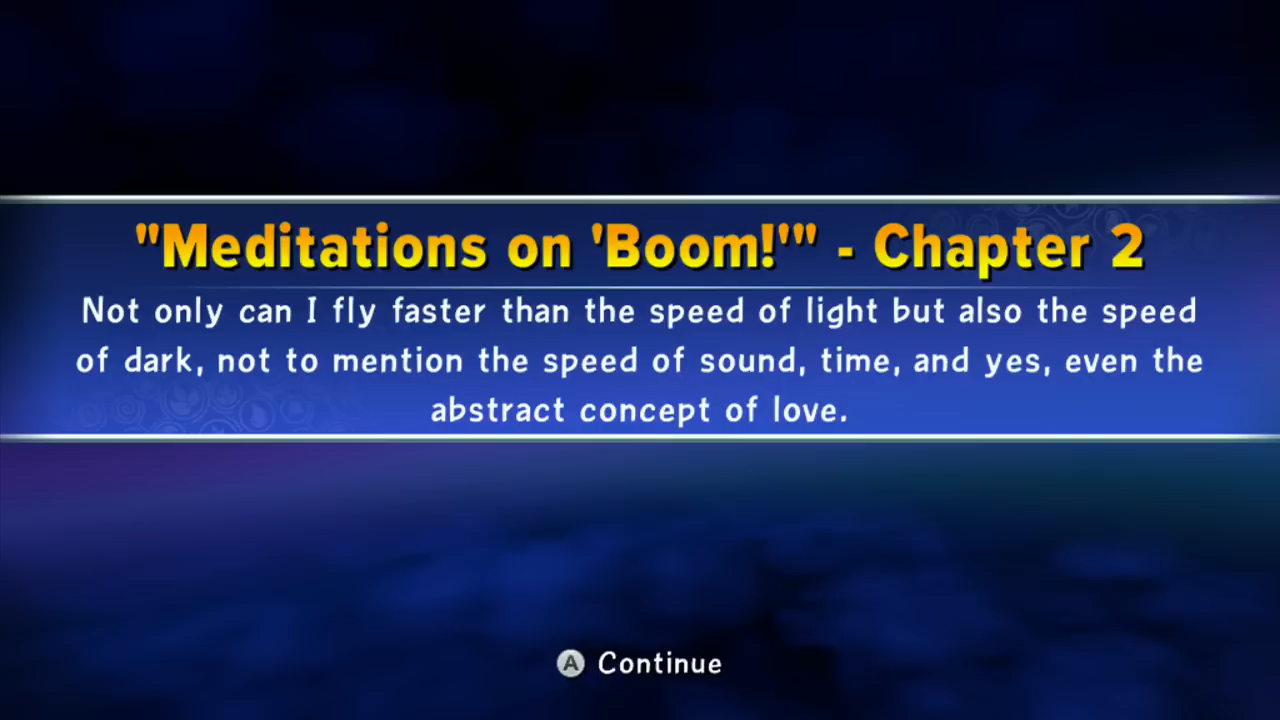 "Meditations on 'Boom!'" - Chapter 2
Not only can I fly faster than the speed of light but also the speed
of dark, not to mention the speed of sound, time, and yes, even the
abstract concept of love.
A Continue